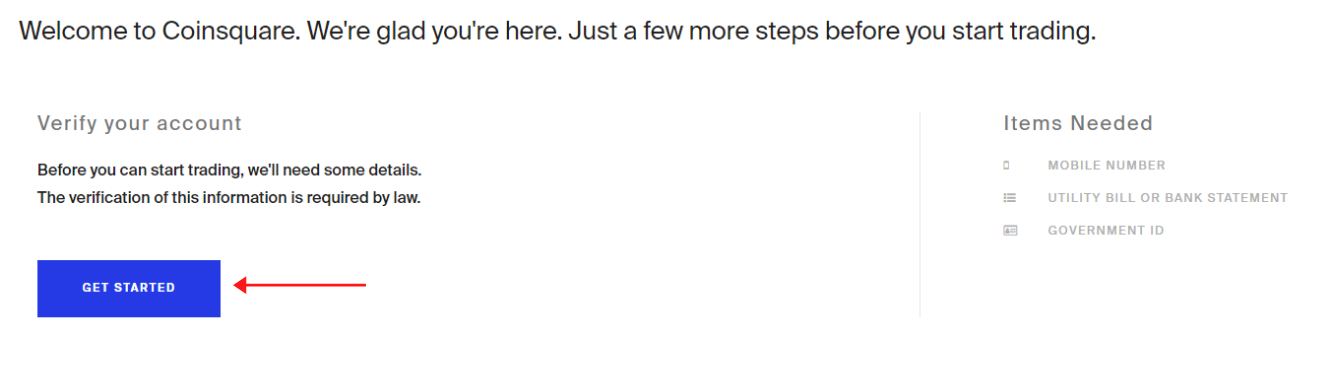 Welcome to Coinsquare. We're glad you're here. Just a few more steps before you start trading.
Verify your account
Before you can start trading, we'll need some details.
The verification of this information is required by law.
GET STARTED
Items Needed
MOBILE NUMBER
UTILITY BILL OR BANK STATEMENT
GOVERNMENT ID